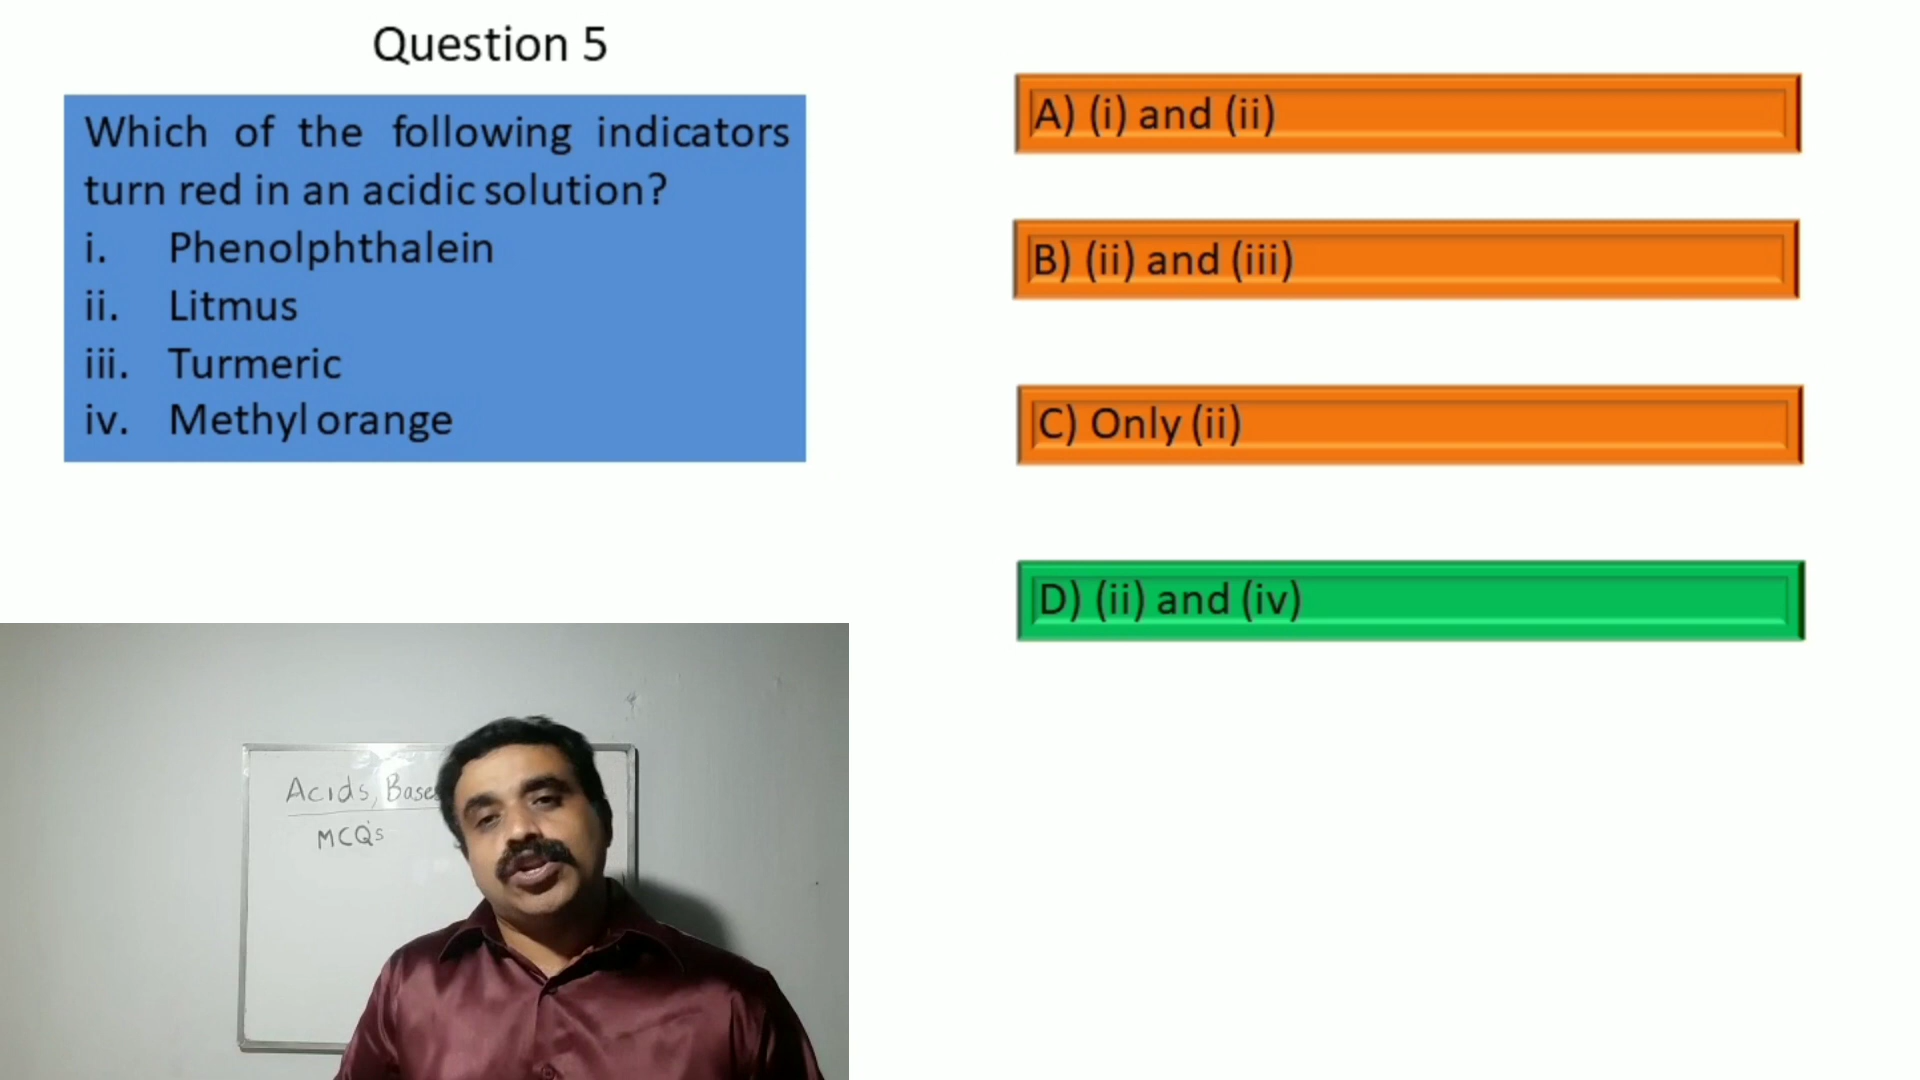 Question 5
Which of the following indicators
turn red in an acidic solution?
i. Phenolphthalein
ii. Litmus
iii. Turmeric
iv. Methyl orange
A) (i) and (ii)
B) (ii) and (iii)
C) Only (ii)
D) (ii) and (iv)
Acids, Bases
MCQ's